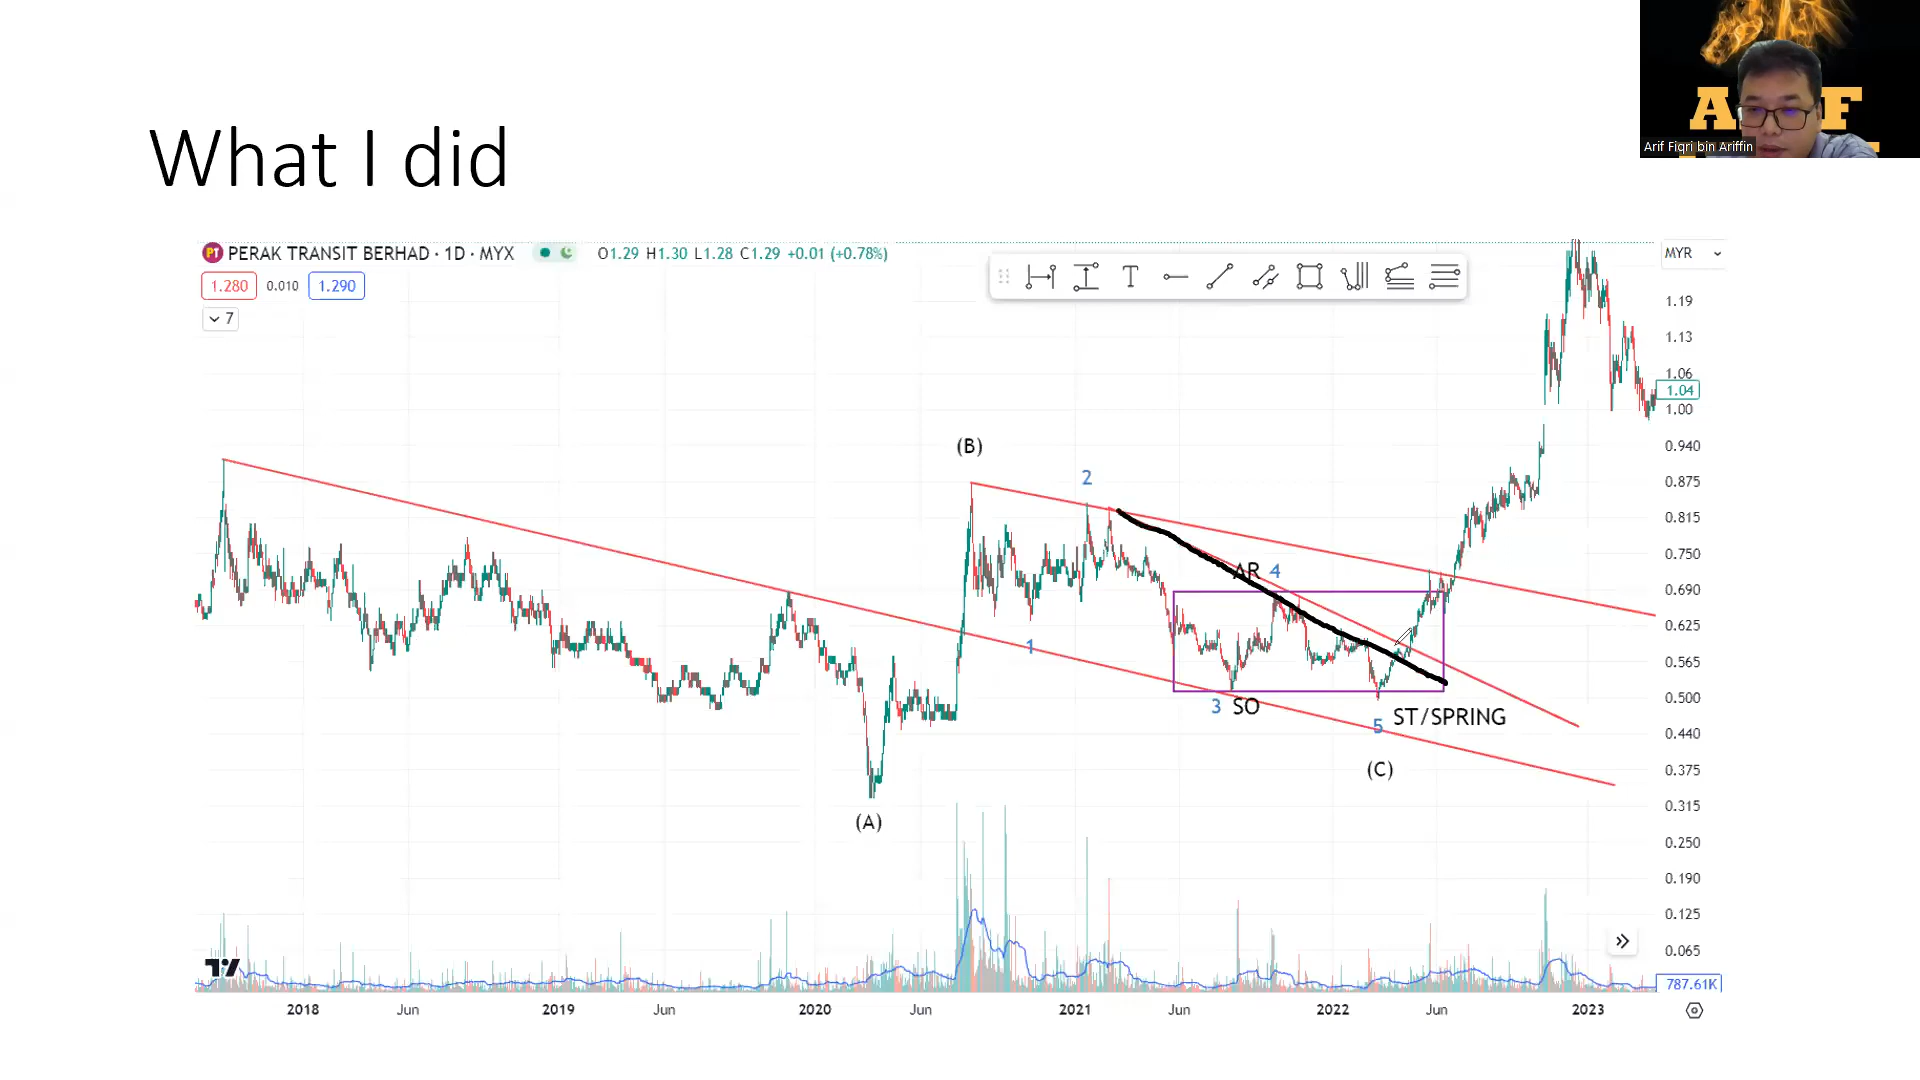 What I did
A F
Arif Fiqri bin Ariffin
PT PERAK TRANSIT BERHAD · 1D · MYX O1.29 H1.30 L1.28 C1.29 +0.01 (+0.78%)
MYR
1.280 0.010 1.290
7
T
1.19
1.13
1.06
1.04
1.00
0.940
0.875
0.815
0.750
0.690
0.625
0.565
0.500
0.440
0.375
0.315
0.250
0.190
0.125
0.065
787.61K
(B)
2
AR 4
1
3 SO
5 ST/SPRING
(C)
(A)
2018 Jun 2019 Jun 2020 Jun 2021 Jun 2022 Jun 2023